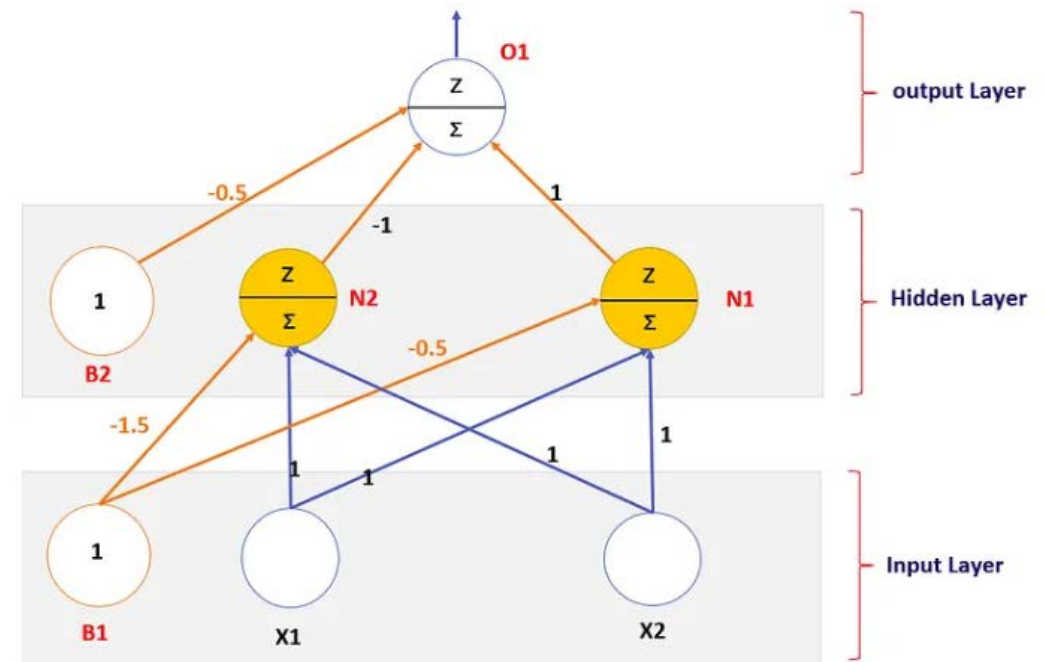 O1
Z
Σ
output Layer
-0.5
-1
1
1
B2
Z
Σ
N2
Z
Σ
N1
Hidden Layer
-0.5
-1.5
1
1
1
1
1
B1
X1
X2
Input Layer